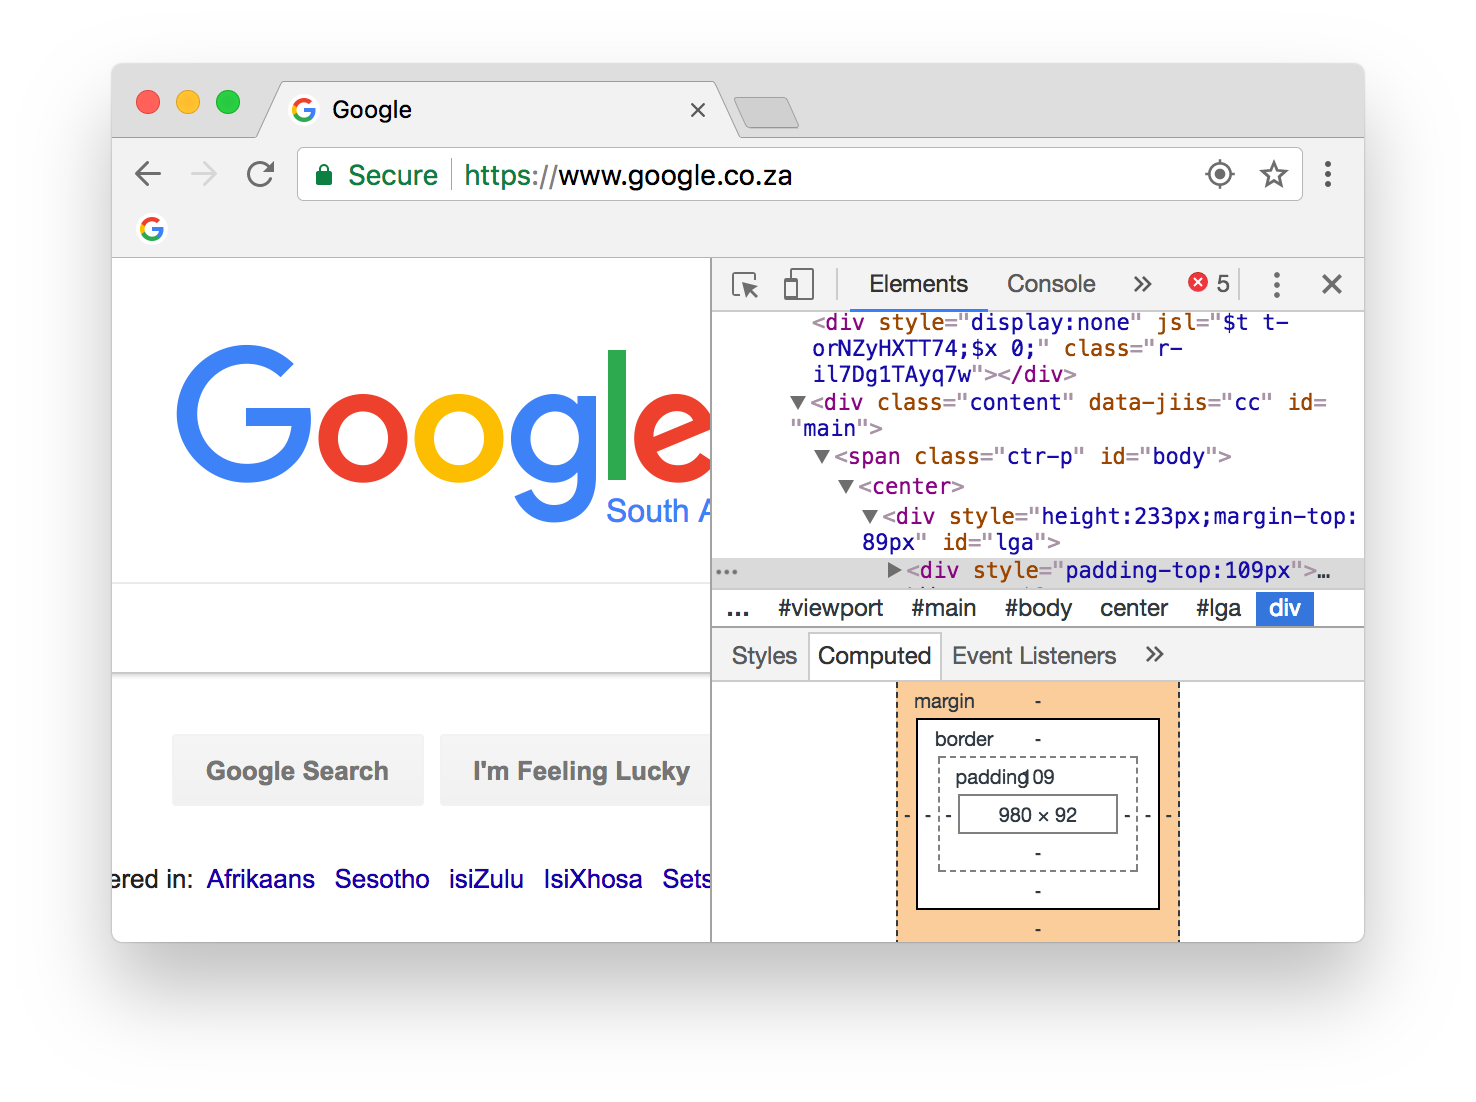 Google
Secure https://www.google.co.za
Google
South A
Google Search I'm Feeling Lucky
ered in: Afrikaans Sesotho isiZulu IsiXhosa Sets
Elements Console » 5
<div style="display:none" jsl="$t t-
orNZyHXTT74;$x 0;" class="r-
il7Dg1TAyq7w"></div>
▼<div class="content" data-jiis="cc" id=
"main">
▼<span class="ctr-p" id="body">
▼<center>
▼<div style="height:233px;margin-top:
89px" id="lga">
… ▶<div style="padding-top:109px">…
… #viewport #main #body center #lga div
Styles Computed Event Listeners »
margin -
border -
padding 109
- - - 980 × 92 - - -
-
-
-